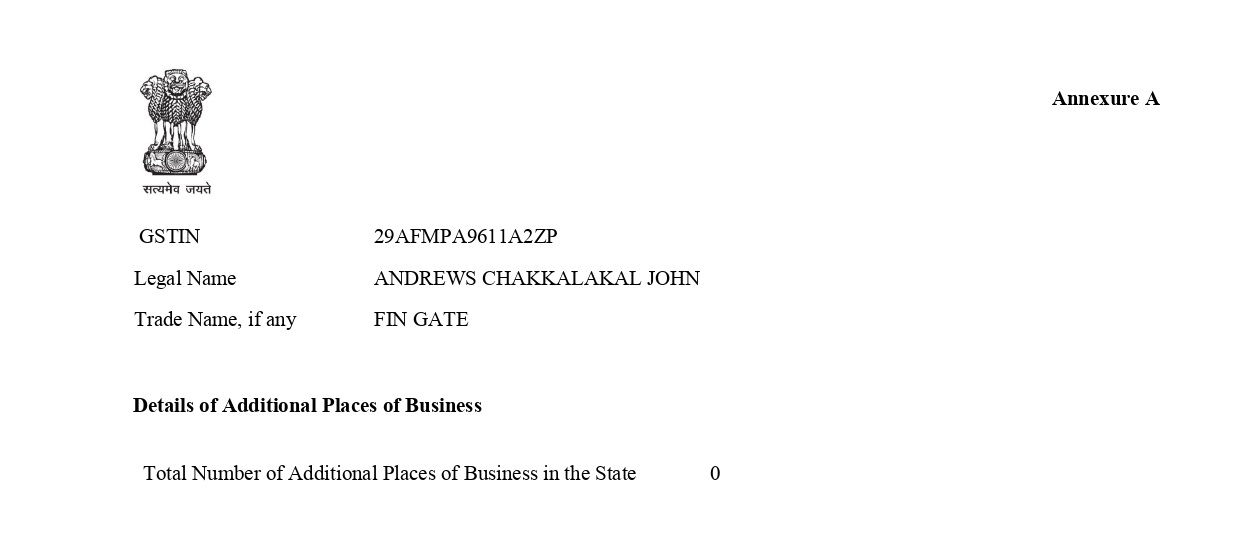 Annexure A
सत्यमेव जयते
GSTIN 29AFMPA9611A2ZP
Legal Name ANDREWS CHAKKALAKAL JOHN
Trade Name, if any FIN GATE
Details of Additional Places of Business
Total Number of Additional Places of Business in the State 0